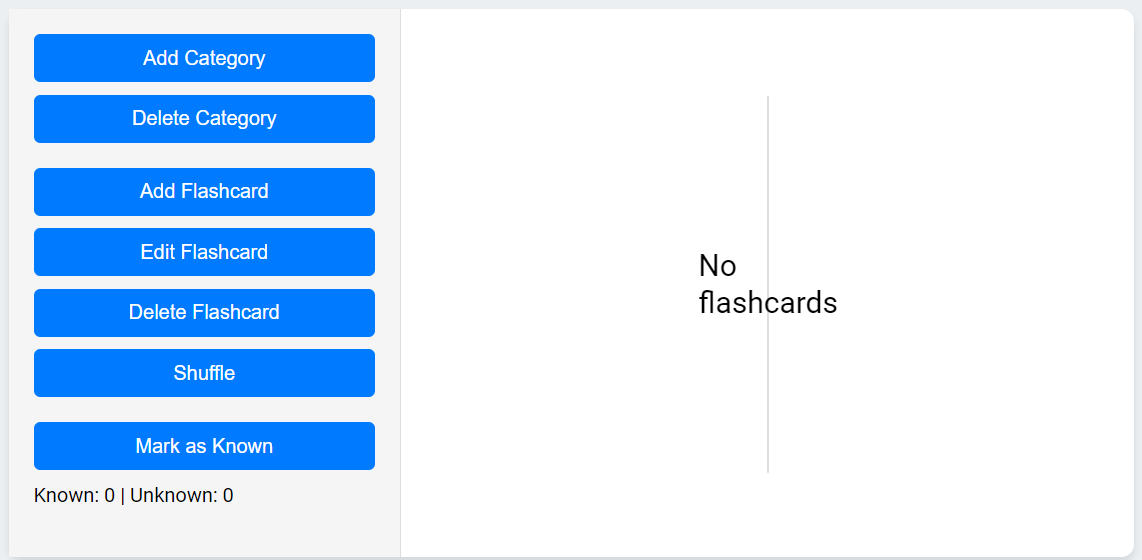 Add Category
Delete Category
Add Flashcard
Edit Flashcard
Delete Flashcard
Shuffle
Mark as Known
Known: 0 | Unknown: 0
No
flashcards